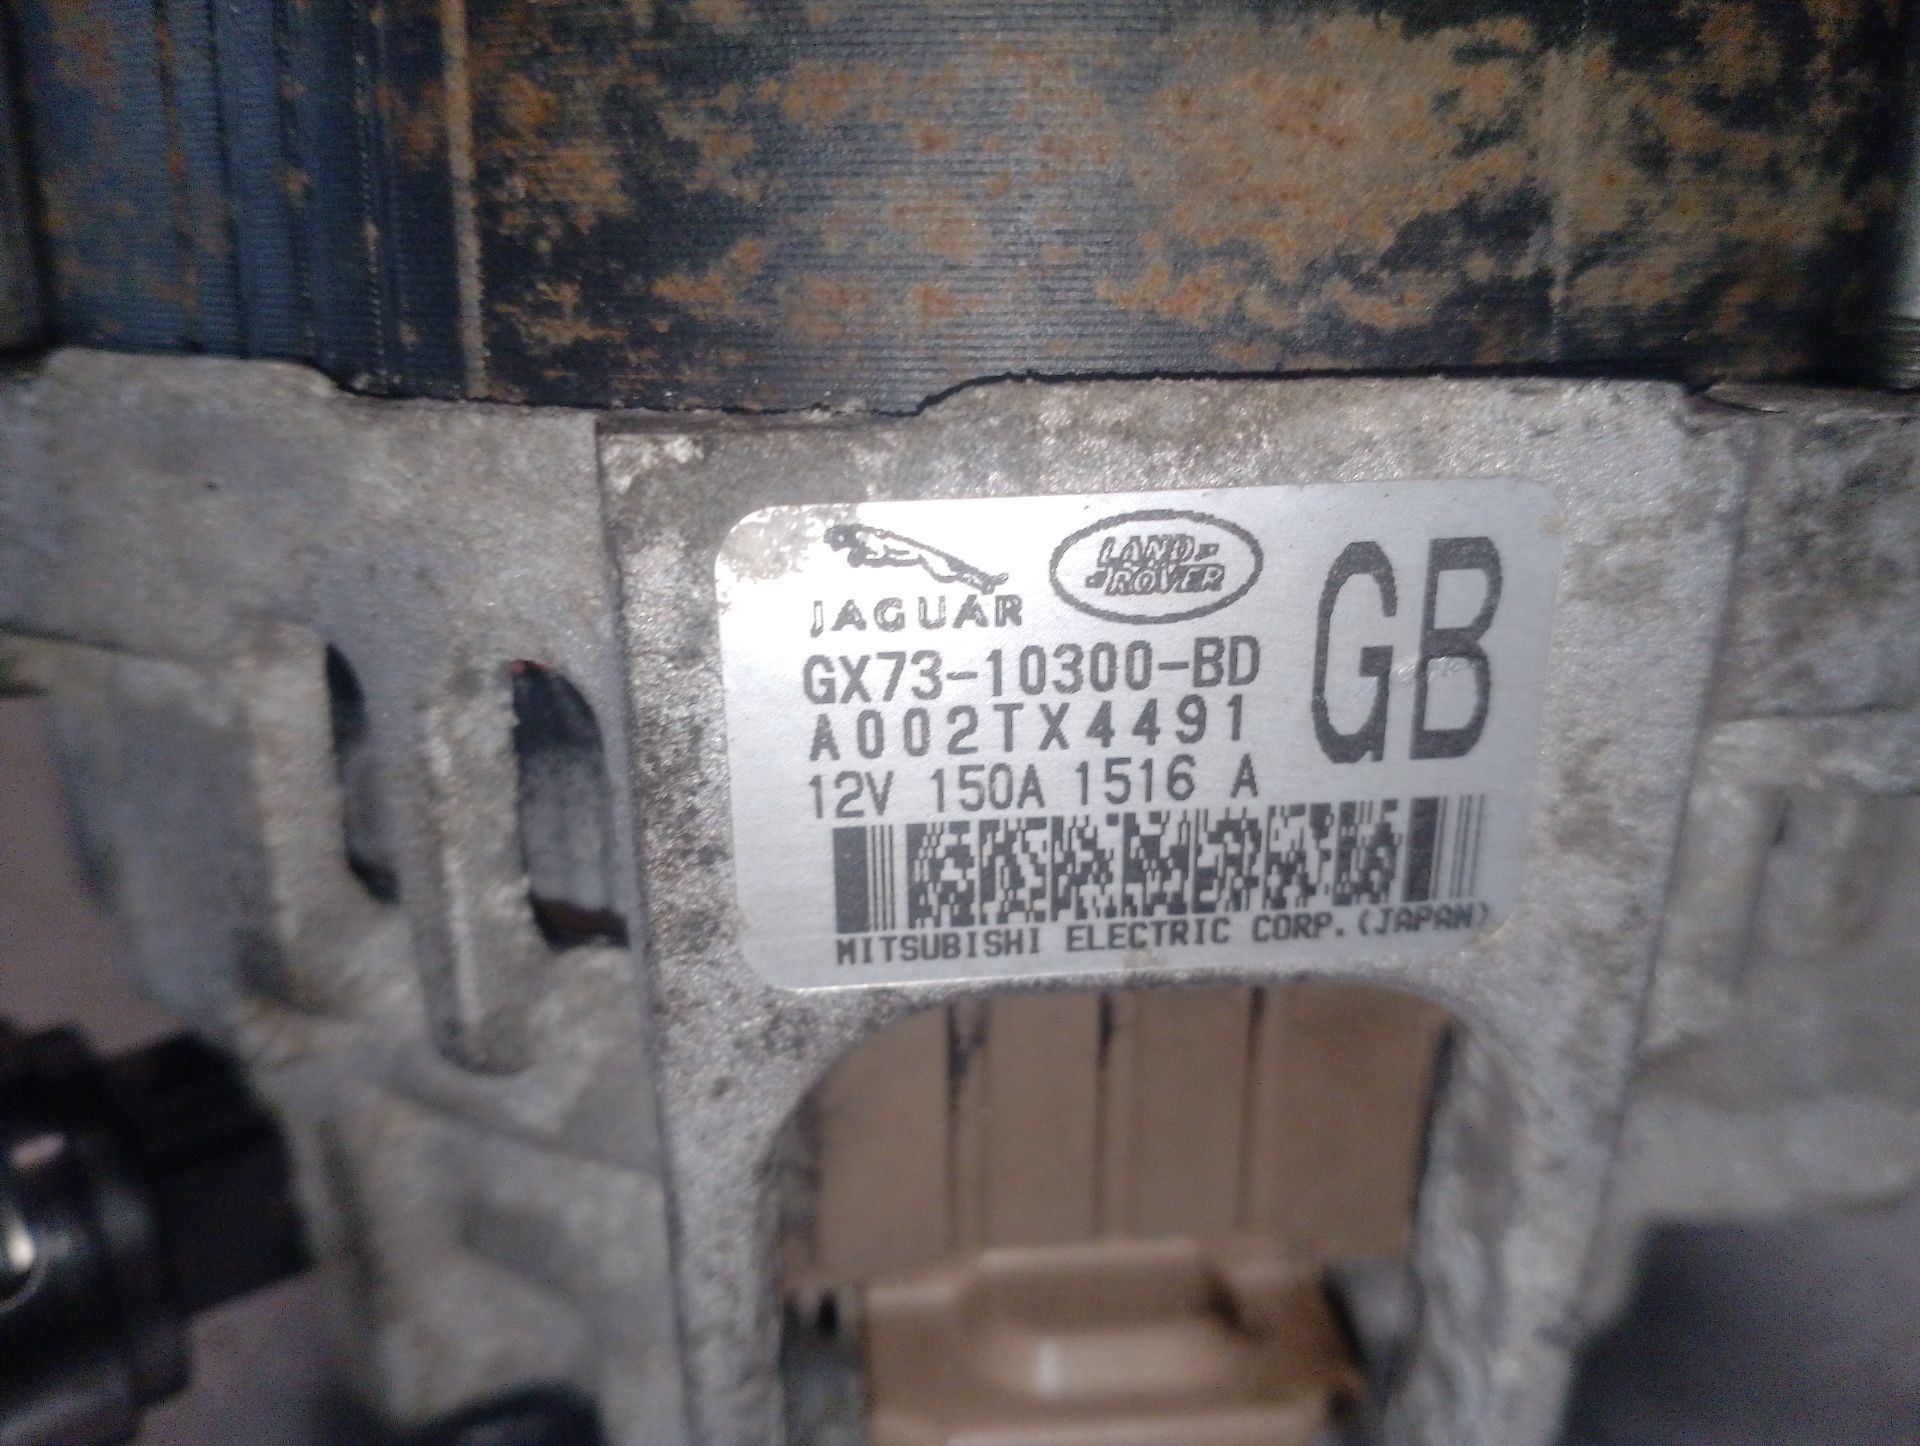 JAGUAR
LAND-
-ROVER
GB
GX73-10300-BD
A002TX4491
12V 150A 1516 A
MITSUBISHI ELECTRIC CORP.(JAPAN)